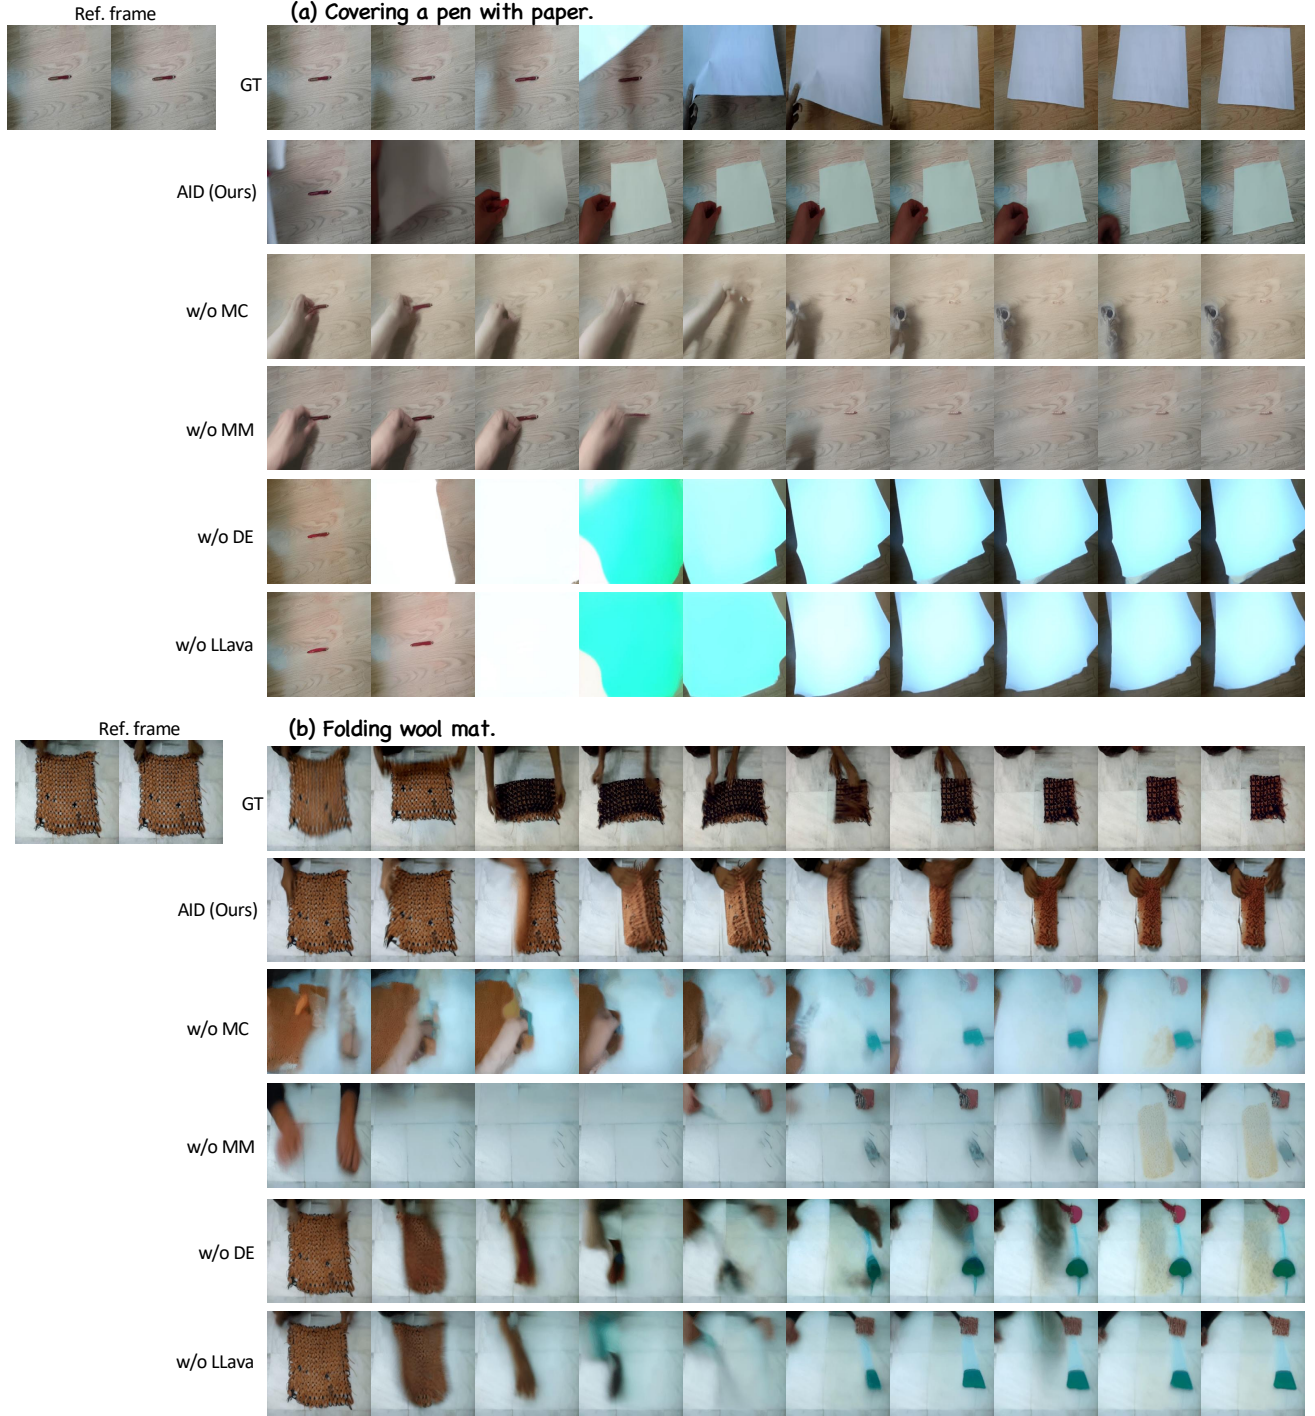 Ref. frame
(a) Covering a pen with paper.
GT
AID (Ours)
w/o MC
w/o MM
w/o DE
w/o LLava
Ref. frame
(b) Folding wool mat.
GT
AID (Ours)
w/o MC
w/o MM
w/o DE
w/o LLava